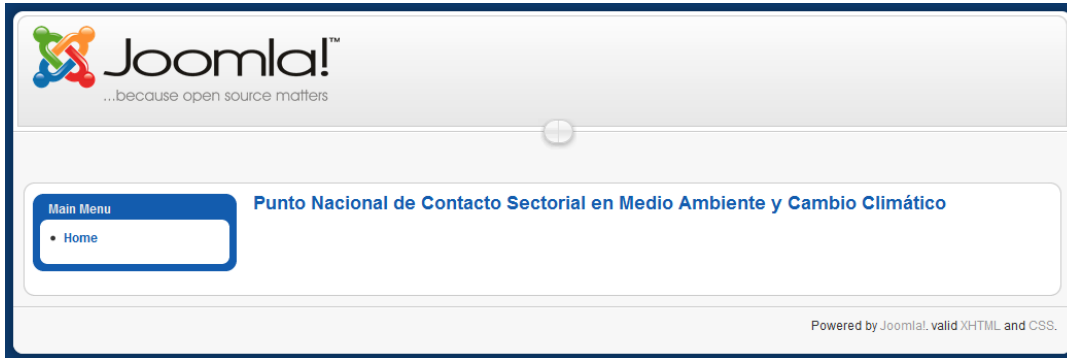 Joomla!™
...because open source matters
Main Menu
Punto Nacional de Contacto Sectorial en Medio Ambiente y Cambio Climático
Home
Powered by Joomla!. valid XHTML and CSS.